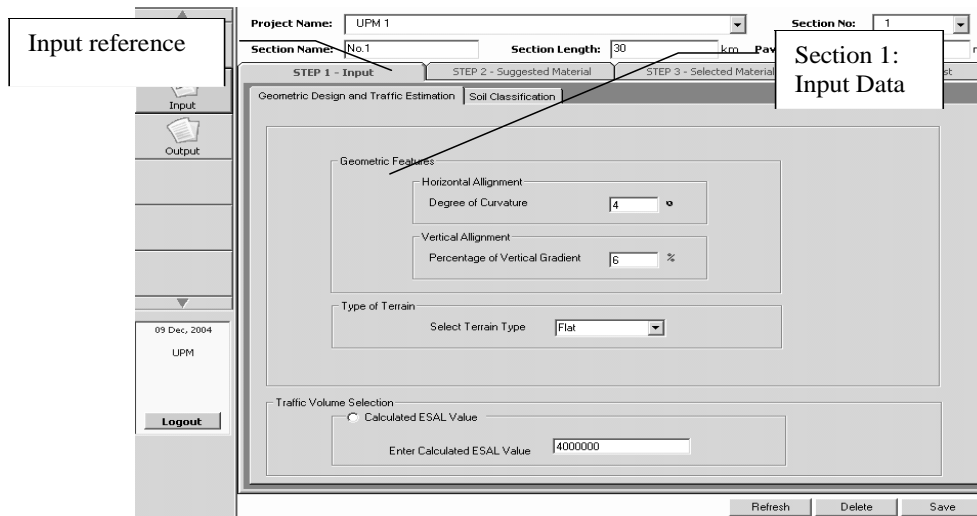 Input reference
Section 1:
Input Data
Project Name: UPM 1 Section No: 1
Section Name: No.1 Section Length: 30 km Pav
STEP 1 - Input STEP 2 - Suggested Material STEP 3 - Selected Material
Geometric Design and Traffic Estimation Soil Classification
Input
Output
Geometric Features
Horizontal Allignment
Degree of Curvature 4 °
Vertical Allignment
Percentage of Vertical Gradient 6 %
Type of Terrain
Select Terrain Type Flat
09 Dec, 2004
UPM
Logout
Traffic Volume Selection
Calculated ESAL Value
Enter Calculated ESAL Value 4000000
Refresh Delete Save